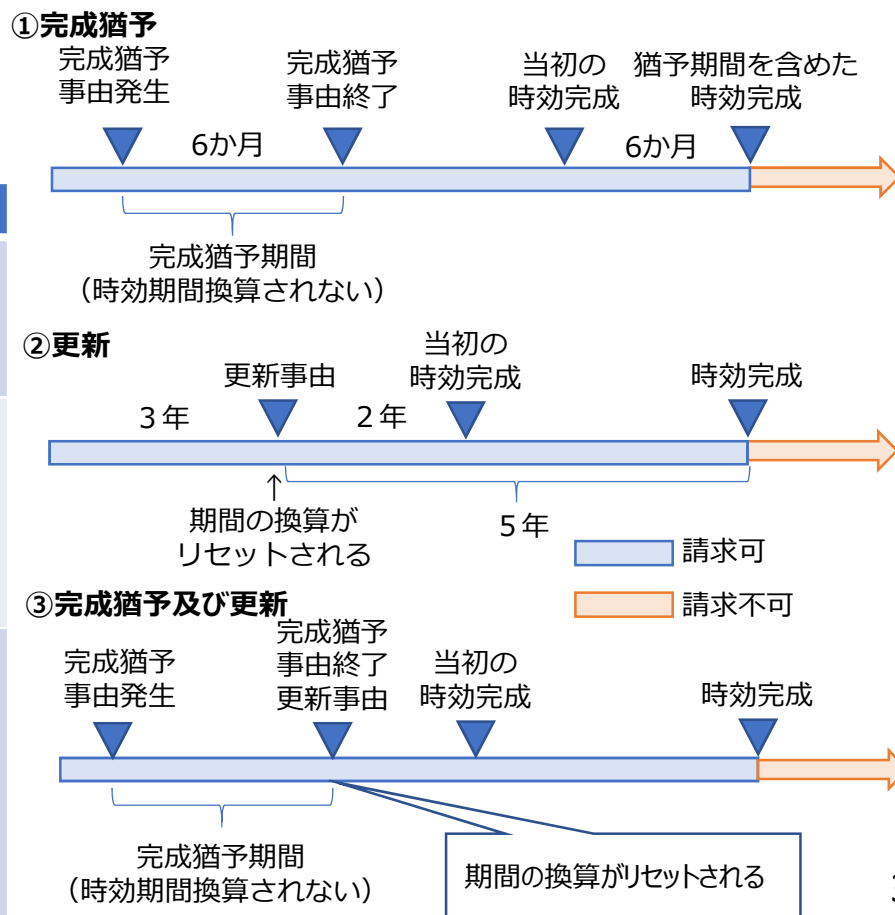 ①完成猶予
完成猶予
事由発生
完成猶予
事由終了
当初の
時効完成
猶予期間を含めた
時効完成
6か月
6か月
完成猶予期間
（時効期間換算されない）
②更新
更新事由
当初の
時効完成
時効完成
３年
２年
↑
期間の換算が
リセットされる
５年
請求可
請求不可
③完成猶予及び更新
完成猶予
事由発生
完成猶予
事由終了
更新事由
当初の
時効完成
時効完成
完成猶予期間
（時効期間換算されない）
期間の換算がリセットされる